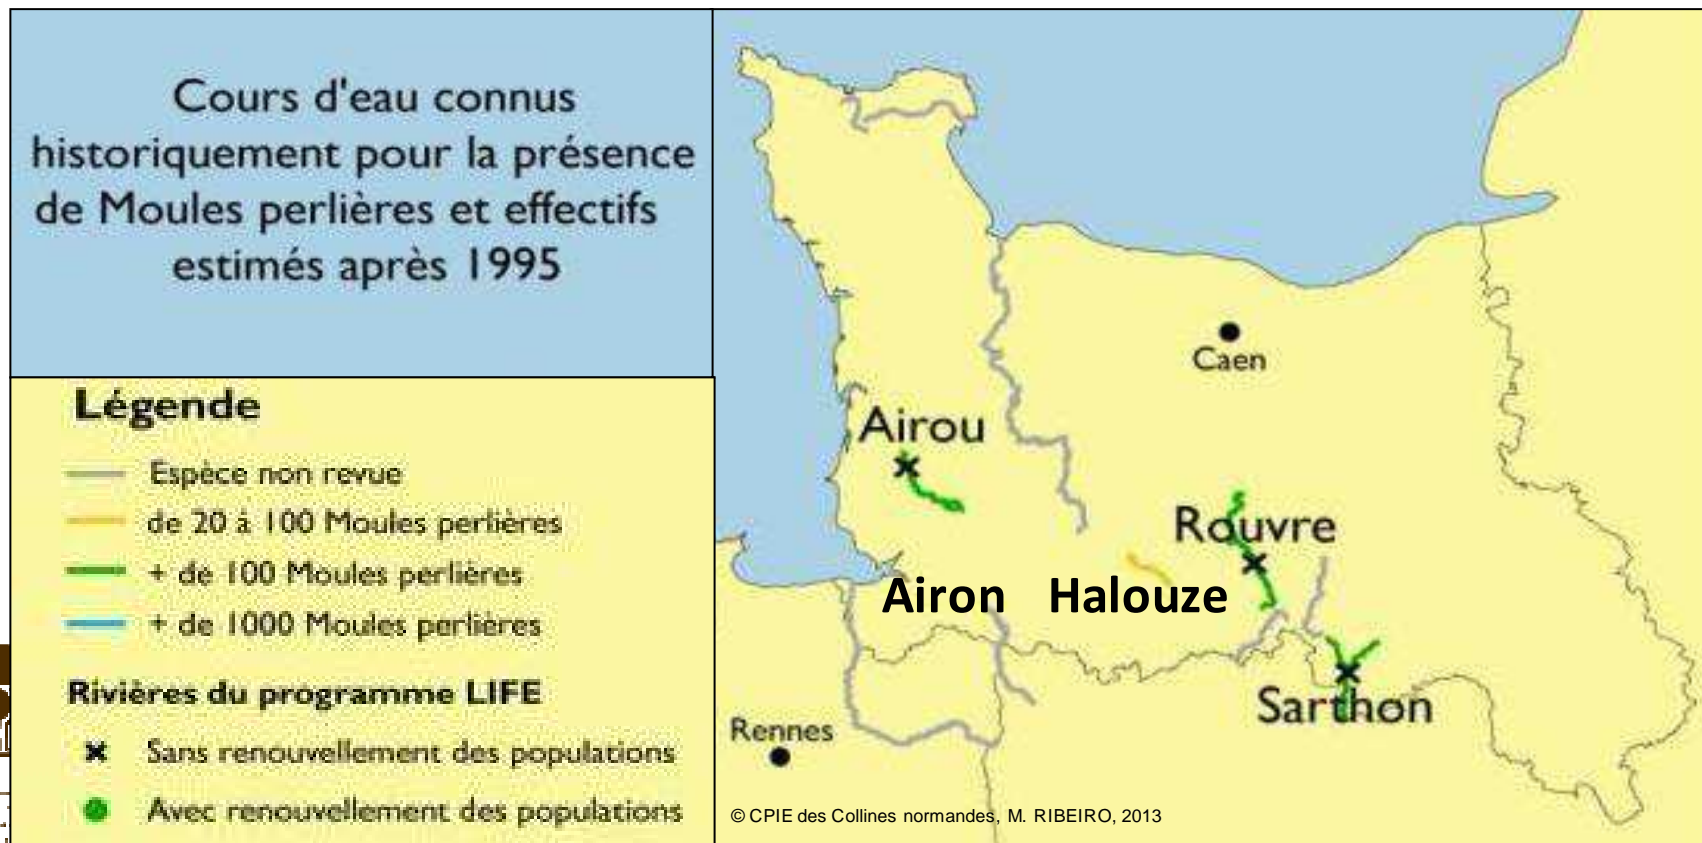 Cours d'eau connus
historiquement pour la présence
de Moules perlières et effectifs
estimés après 1995
Légende
Espèce non revue
de 20 à 100 Moules perlières
+ de 100 Moules perlières
+ de 1000 Moules perlières
Rivières du programme LIFE
Sans renouvellement des populations
Avec renouvellement des populations
Caen
Airou
Rouvre
Airon Halouze
Sarthon
Rennes
© CPIE des Collines normandes, M. RIBEIRO, 2013